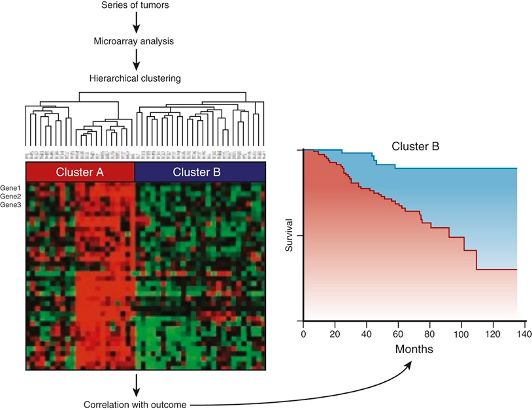 Series of tumors
Microarray analysis
Hierarchical clustering
Cluster A
Cluster B
Gene1
Gene2
Gene3
Correlation with outcome
Cluster B
Survival
0
20
40
60
80
100
120
140
Months